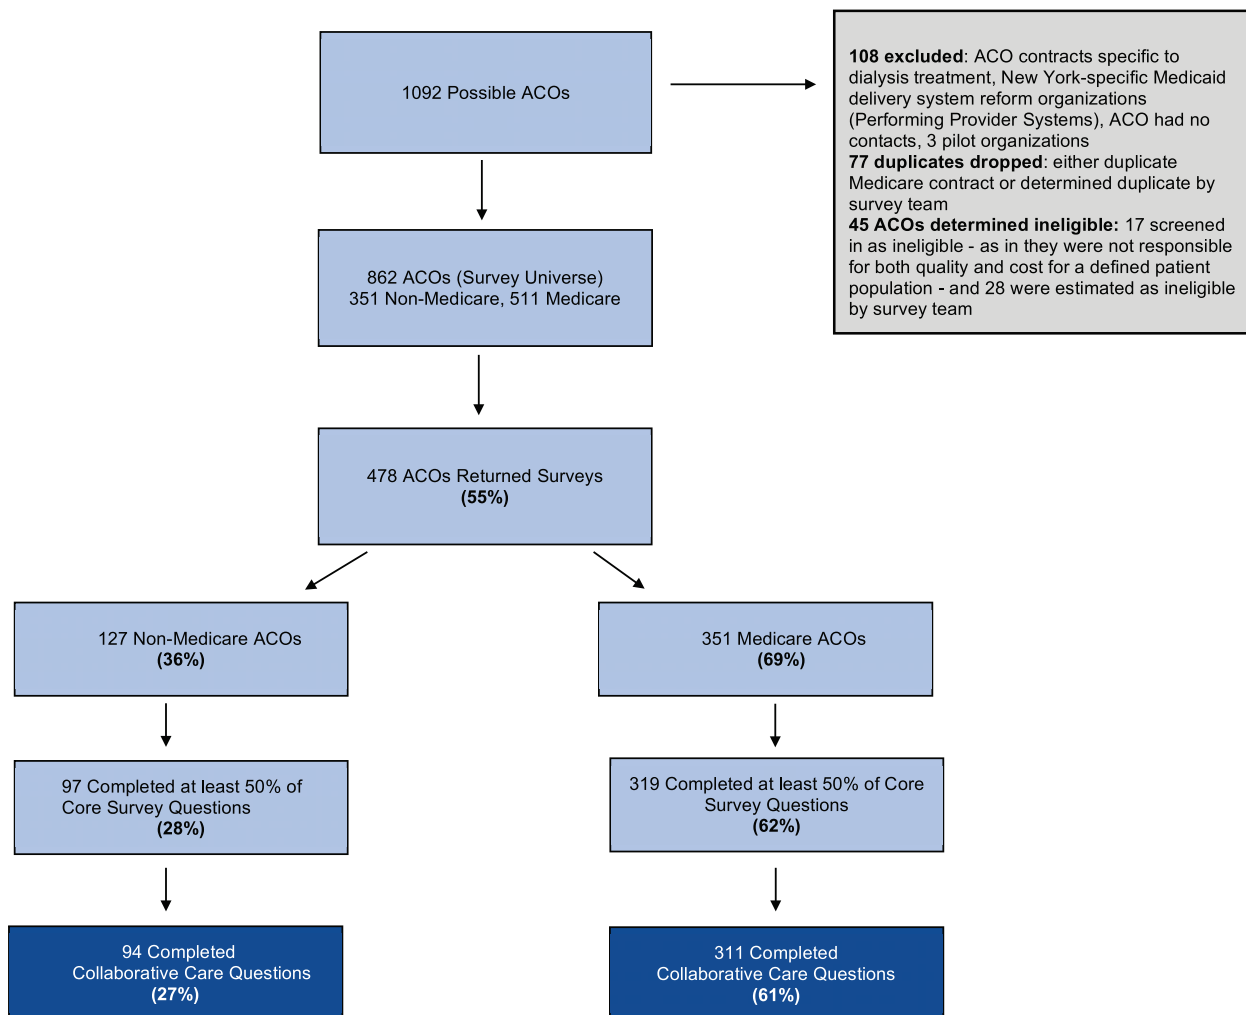 1092 Possible ACOs
108 excluded: ACO contracts specific to
dialysis treatment, New York-specific Medicaid
delivery system reform organizations
(Performing Provider Systems), ACO had no
contacts, 3 pilot organizations
77 duplicates dropped: either duplicate
Medicare contract or determined duplicate by
survey team
45 ACOs determined ineligible: 17 screened
in as ineligible - as in they were not responsible
for both quality and cost for a defined patient
population - and 28 were estimated as ineligible
by survey team
862 ACOs (Survey Universe)
351 Non-Medicare, 511 Medicare
478 ACOs Returned Surveys
(55%)
127 Non-Medicare ACOs
(36%)
351 Medicare ACOs
(69%)
97 Completed at least 50% of
Core Survey Questions
(28%)
319 Completed at least 50% of Core
Survey Questions
(62%)
94 Completed
Collaborative Care Questions
(27%)
311 Completed
Collaborative Care Questions
(61%)